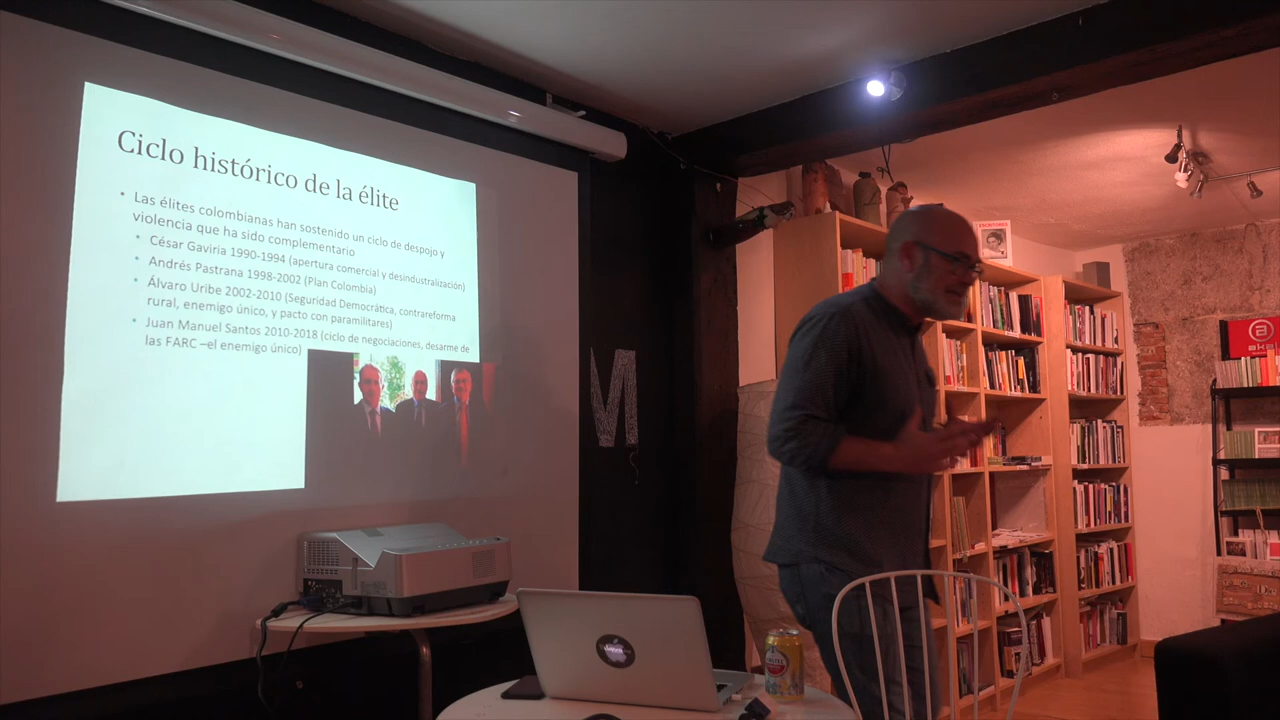 Ciclo histórico de la élite
• Las élites colombianas han sostenido un ciclo de despojo y
violencia que ha sido complementario
• César Gaviria 1990-1994 (apertura comercial y desindustralización)
• Andrés Pastrana 1998-2002 (Plan Colombia)
• Álvaro Uribe 2002-2010 (Seguridad Democrática, contrareforma
rural, enemigo único, y pacto con paramilitares)
• Juan Manuel Santos 2010-2018 (ciclo de negociaciones, desarme de
las FARC –el enemigo único)
akal